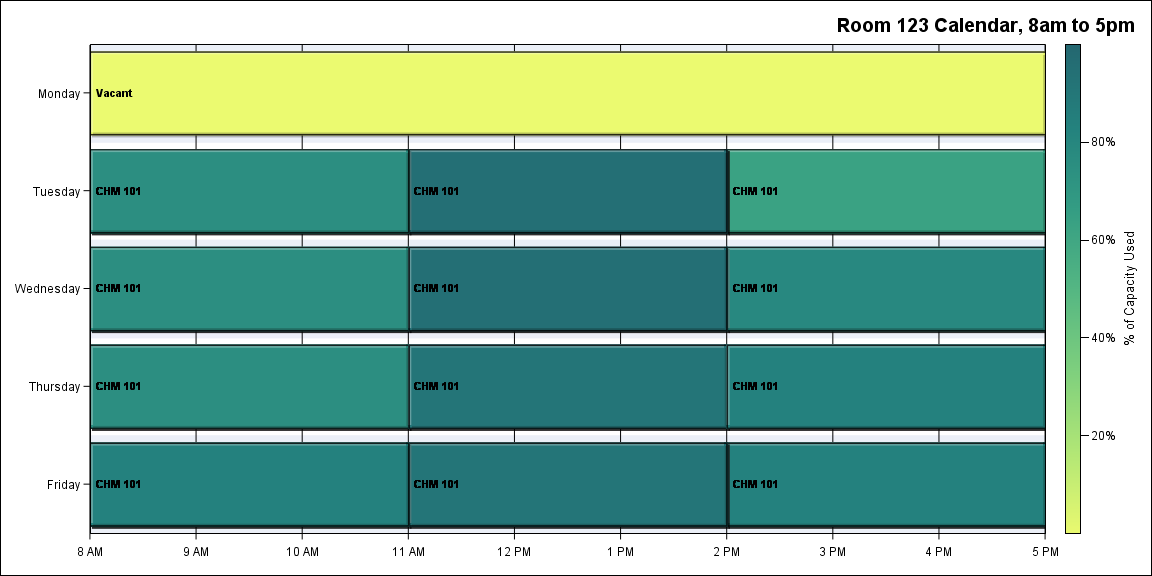 Room 123 Calendar, 8am to 5pm
Monday
Vacant
Tuesday
CHM 101
CHM 101
CHM 101
Wednesday
CHM 101
CHM 101
CHM 101
Thursday
CHM 101
CHM 101
CHM 101
Friday
CHM 101
CHM 101
CHM 101
8 AM 9 AM 10 AM 11 AM 12 PM 1 PM 2 PM 3 PM 4 PM 5 PM
80%
60%
40%
20%
% of Capacity Used